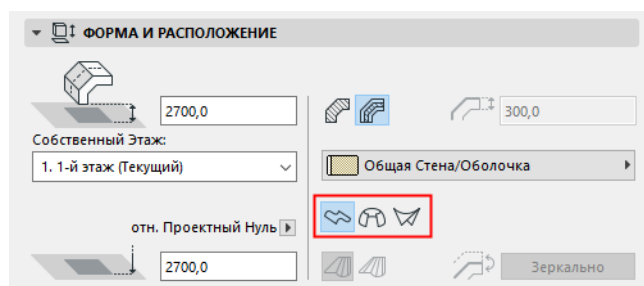 ФОРМА И РАСПОЛОЖЕНИЕ
2700,0
300,0
Собственный Этаж:
1. 1-й этаж (Текущий)
Общая Стена/Оболочка
отн. Проектный Нуль
2700,0
Зеркально